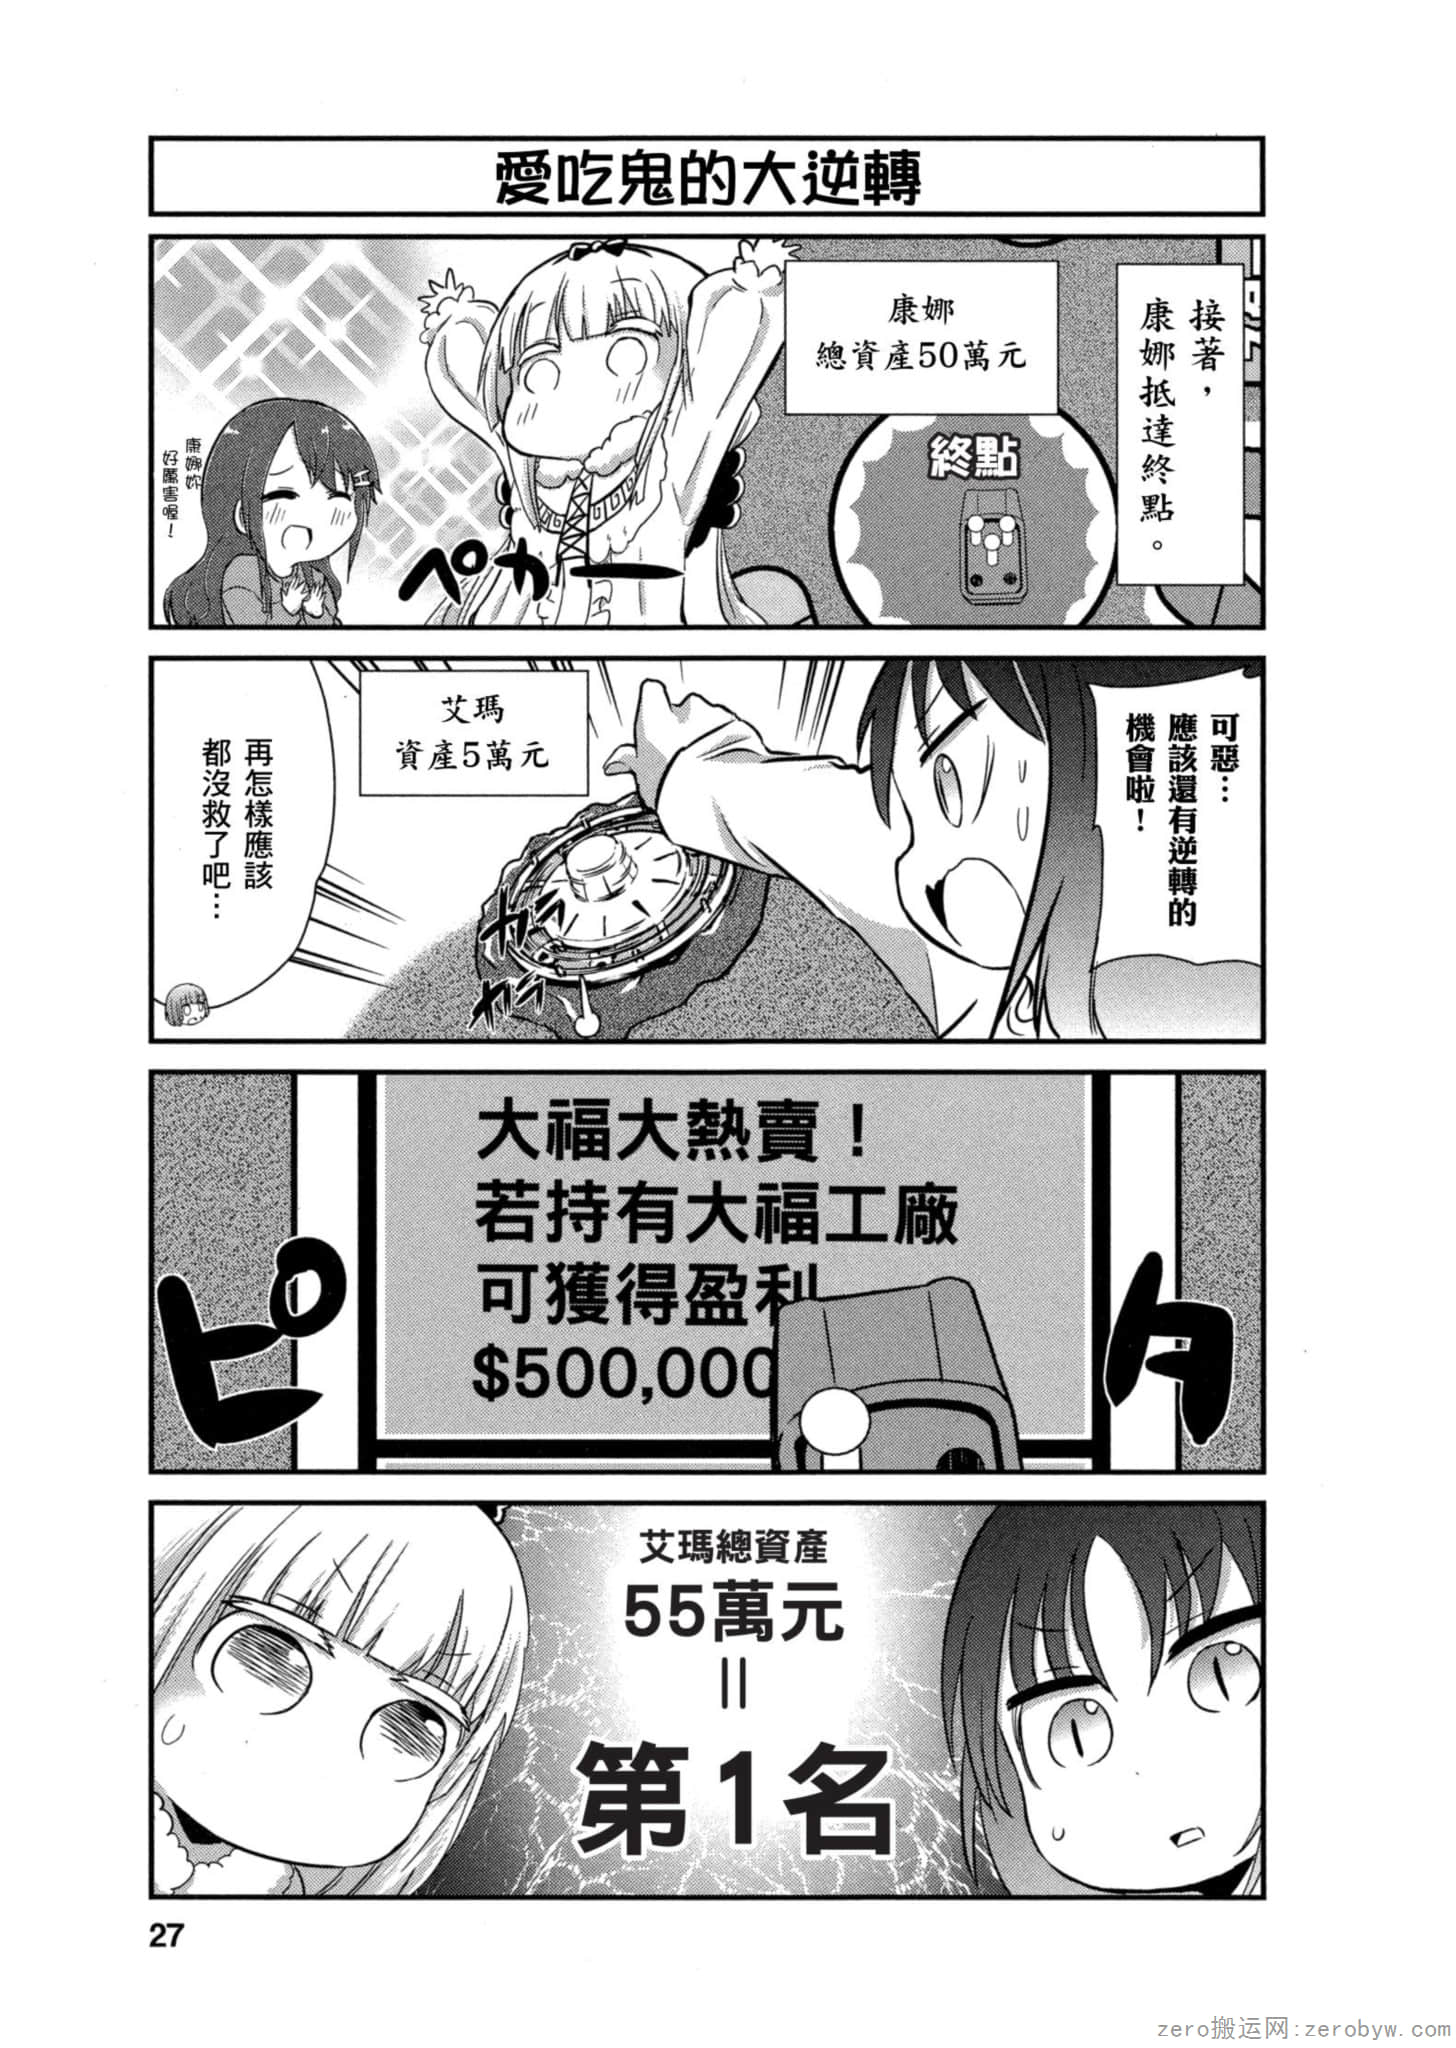 愛吃鬼的大逆轉
接著，
康娜抵達終點。
康娜
總資產50萬元
終點
ペカー
康娜妳
好厲害喔！
可惡…
應該還有逆轉的
機會啦！
艾瑪
資產5萬元
ガラ
ガラ
再怎樣應該
都沒救了吧…
大福大熱賣！
若持有大福工廠
可獲得盈利
$500,000
ピタ
艾瑪總資產
55萬元
=
第1名
27
zero搬运网:zerobyw.com